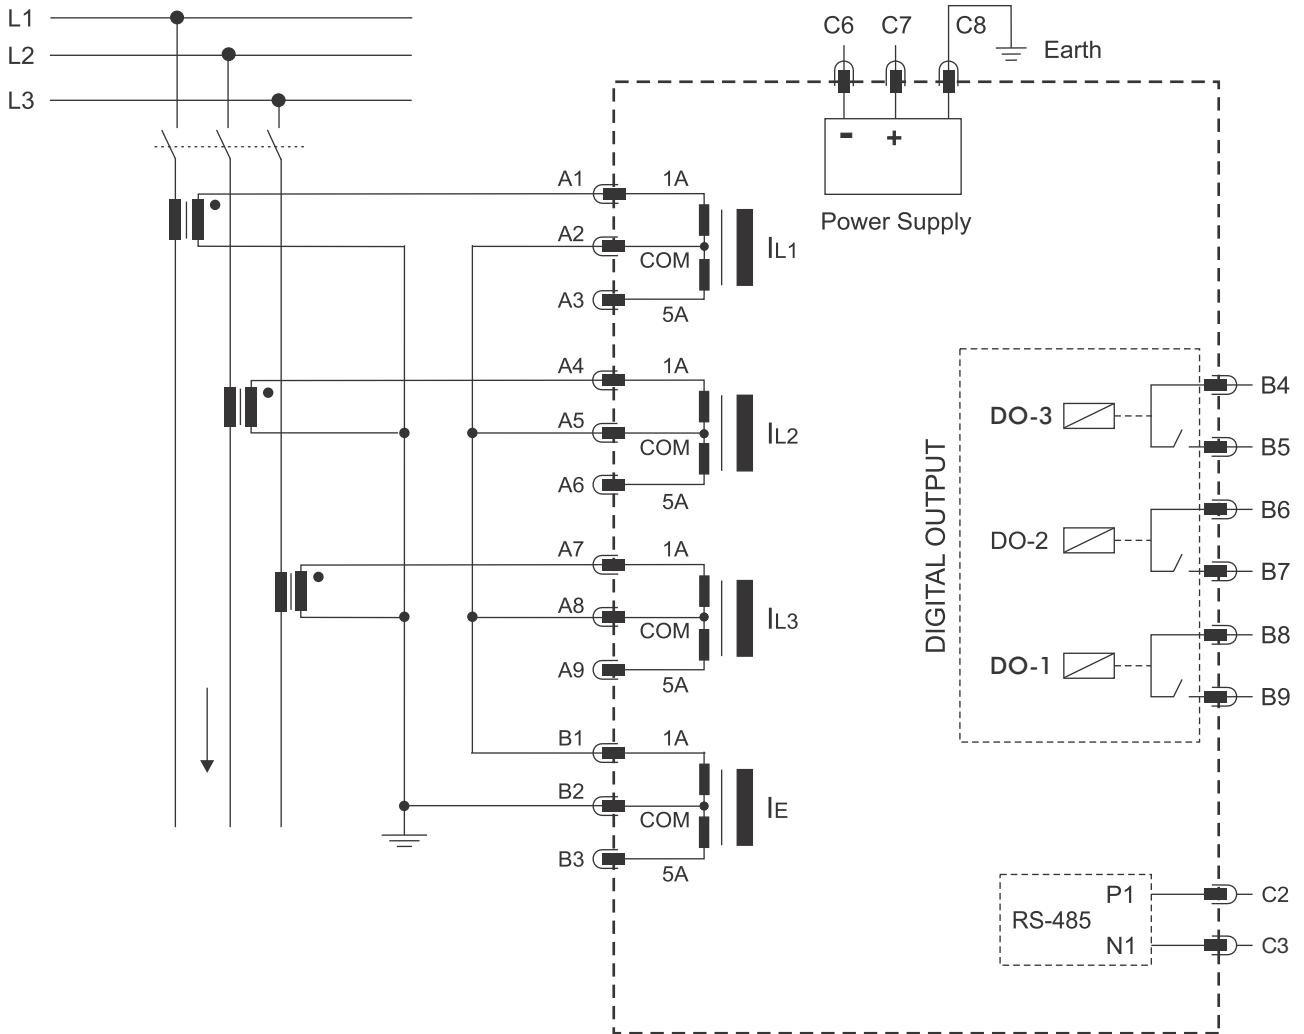 L1
L2
L3
C6 C7 C8
Earth
- +
Power Supply
A1 1A
A2 COM
A3 5A
IL1
A4 1A
A5 COM
A6 5A
IL2
A7 1A
A8 COM
A9 5A
IL3
B1 1A
B2 COM
B3 5A
IE
DIGITAL OUTPUT
DO-3
B4
B5
DO-2
B6
B7
DO-1
B8
B9
RS-485
P1 C2
N1 C3